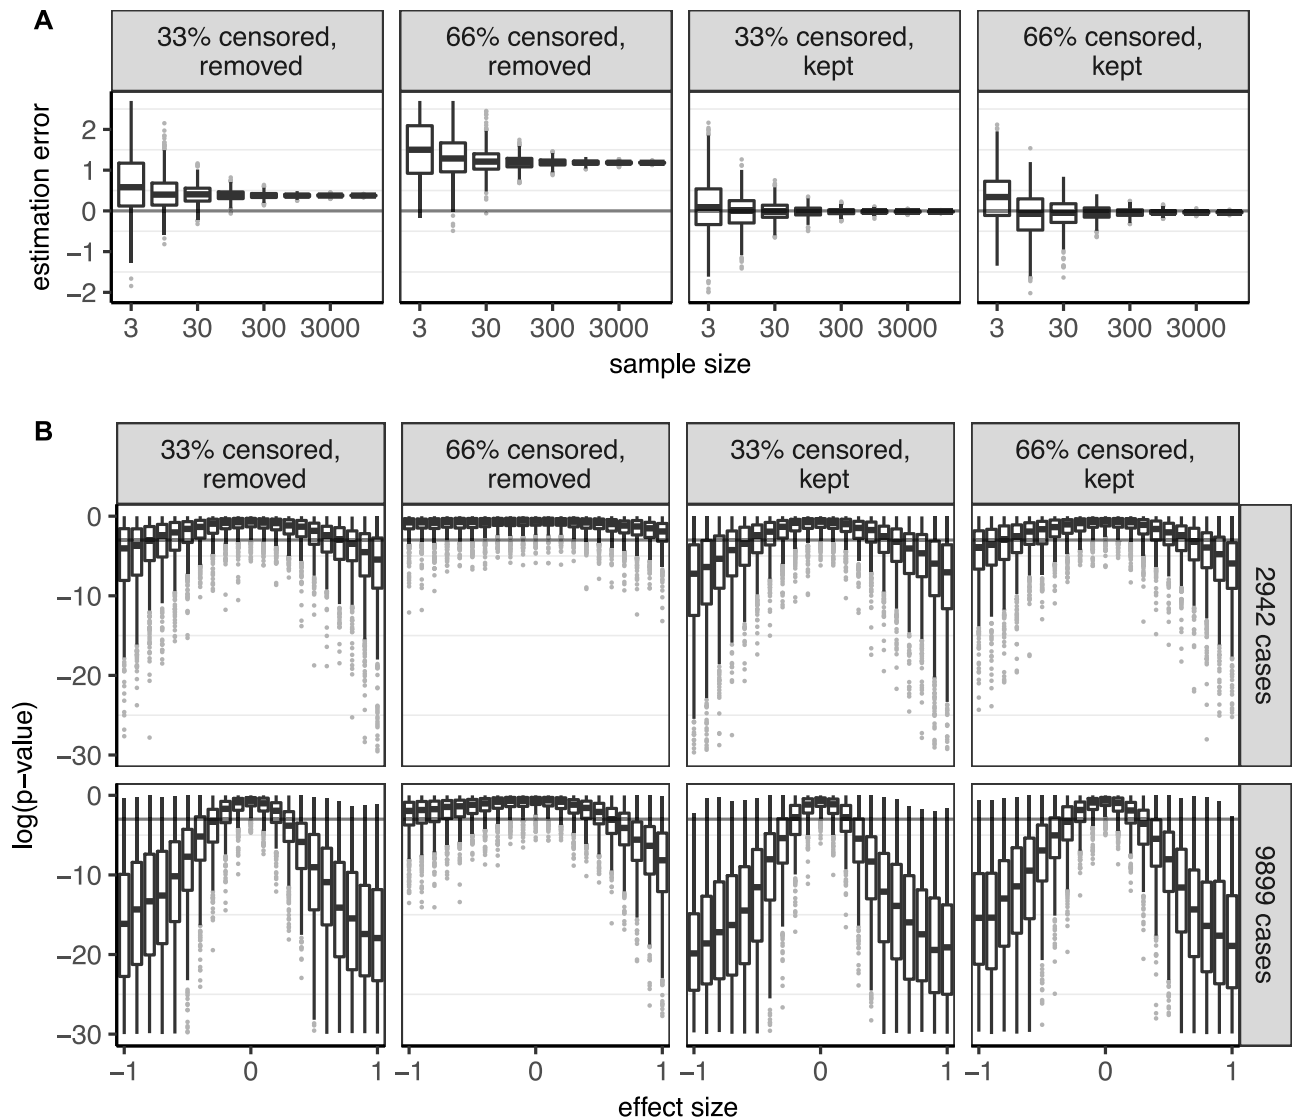 A
33% censored,
removed
66% censored,
removed
33% censored,
kept
66% censored,
kept
estimation error
2
1
0
−1
−2
3 30 300 3000 3 30 300 3000 3 30 300 3000 3 30 300 3000
sample size
B
33% censored,
removed
66% censored,
removed
33% censored,
kept
66% censored,
kept
log(p−value)
0
−10
−20
−30
2942 cases
0
−10
−20
−30
9899 cases
−1 0 1 −1 0 1 −1 0 1 −1 0 1
effect size